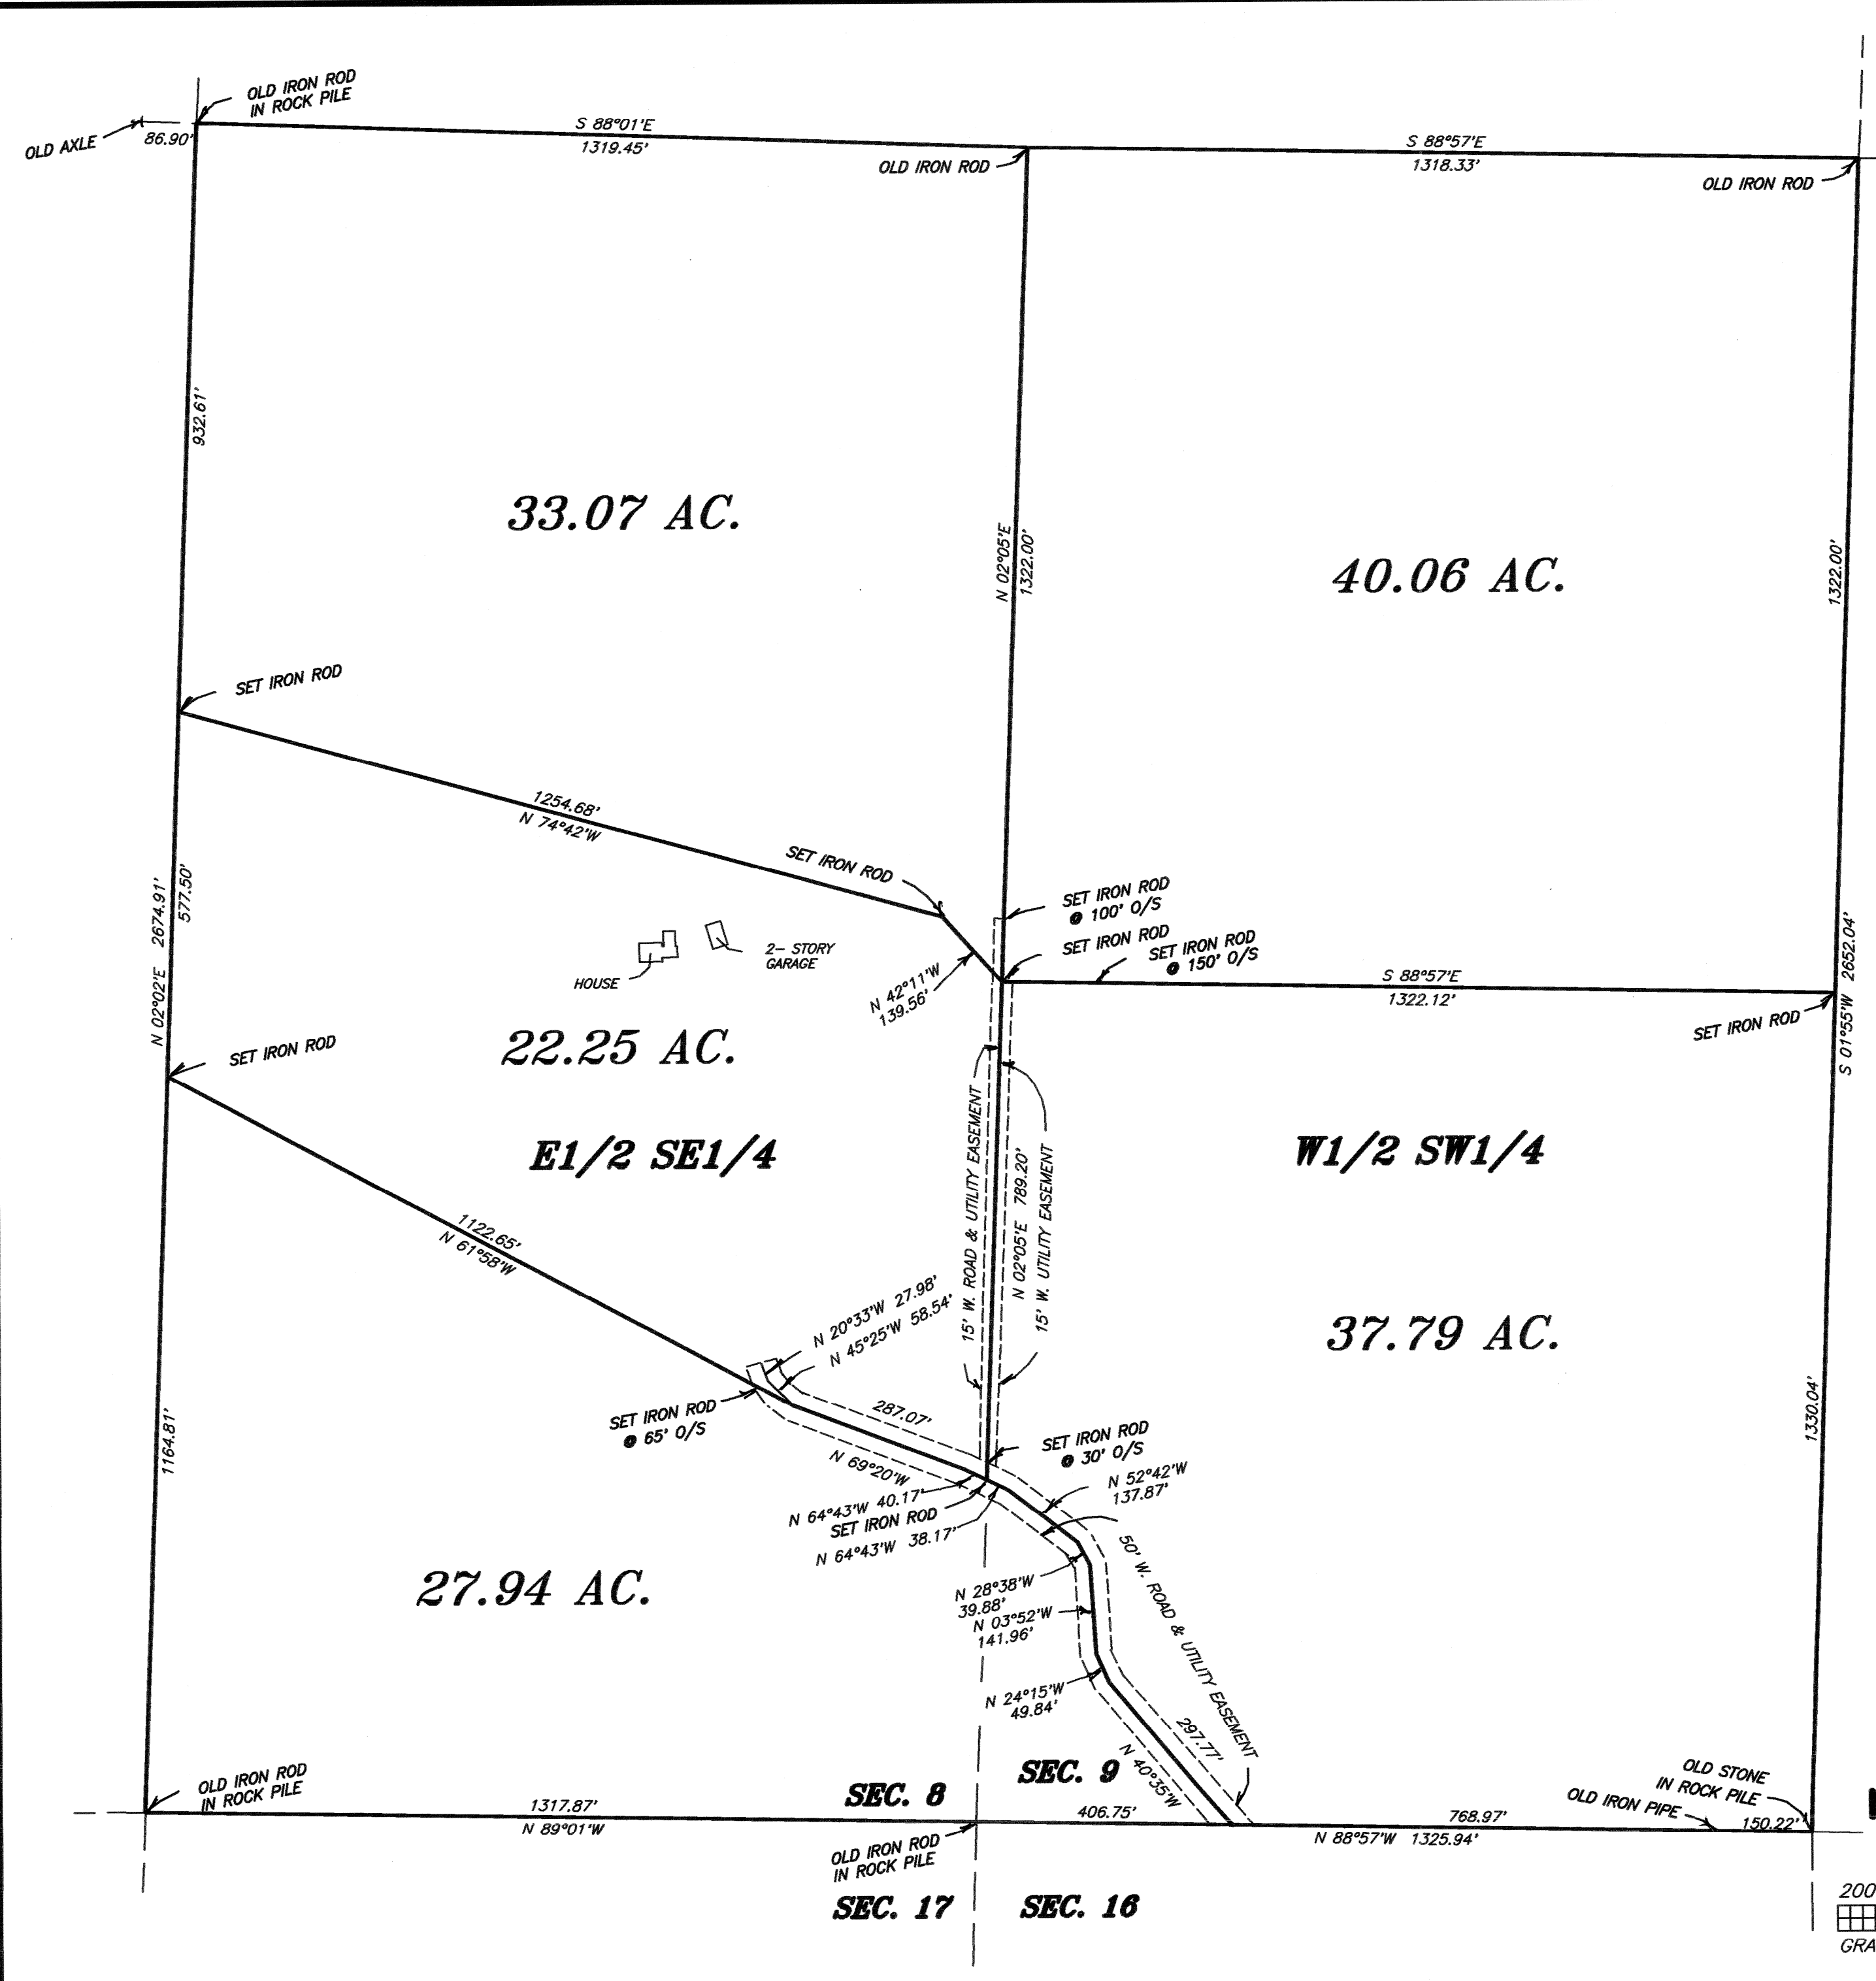 OLD IRON ROD
IN ROCK PILE
OLD AXLE
86.90'
S 88°01'E
1319.45'
OLD IRON ROD
S 88°57'E
1318.33'
OLD IRON ROD
932.61'
33.07 AC.
N 02°05'E
1322.00'
40.06 AC.
1322.00'
SET IRON ROD
1254.68'
N 74°42'W
SET IRON ROD
SET IRON ROD
@ 100' O/S
SET IRON ROD
SET IRON ROD
@ 150' O/S
S 88°57'E
1322.12'
SET IRON ROD
S 01°55'W 2652.04'
N 02°02'E 2674.91'
577.50'
HOUSE
2- STORY
GARAGE
N 42°11'W
139.56'
22.25 AC.
SET IRON ROD
E1/2 SE1/4
W1/2 SW1/4
15' W. ROAD & UTILITY EASEMENT
N 02°05'E 789.20'
15' W. UTILITY EASEMENT
1122.65'
N 61°58'W
N 20°33'W 27.98'
N 45°25'W 58.54'
37.79 AC.
SET IRON ROD
@ 65' O/S
287.07'
N 69°20'W
SET IRON ROD
@ 30' O/S
N 52°42'W
137.87'
N 64°43'W 40.17'
SET IRON ROD
N 64°43'W 38.17'
1164.81'
1330.04'
27.94 AC.
N 28°38'W
39.88'
N 03°52'W
141.96'
50' W. ROAD & UTILITY EASEMENT
N 24°15'W
49.84'
297.77'
N 40°35'W
OLD IRON ROD
IN ROCK PILE
SEC. 8
SEC. 9
OLD STONE
IN ROCK PILE
OLD IRON PIPE
1317.87'
N 89°01'W
406.75'
768.97'
150.22'
N 88°57'W 1325.94'
OLD IRON ROD
IN ROCK PILE
SEC. 17
SEC. 16
200
GRA